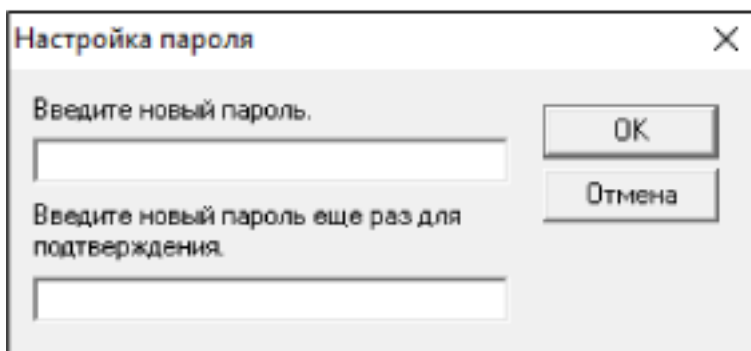 Настройка пароля
Введите новый пароль.
OK
Отмена
Введите новый пароль еще раз для
подтверждения.